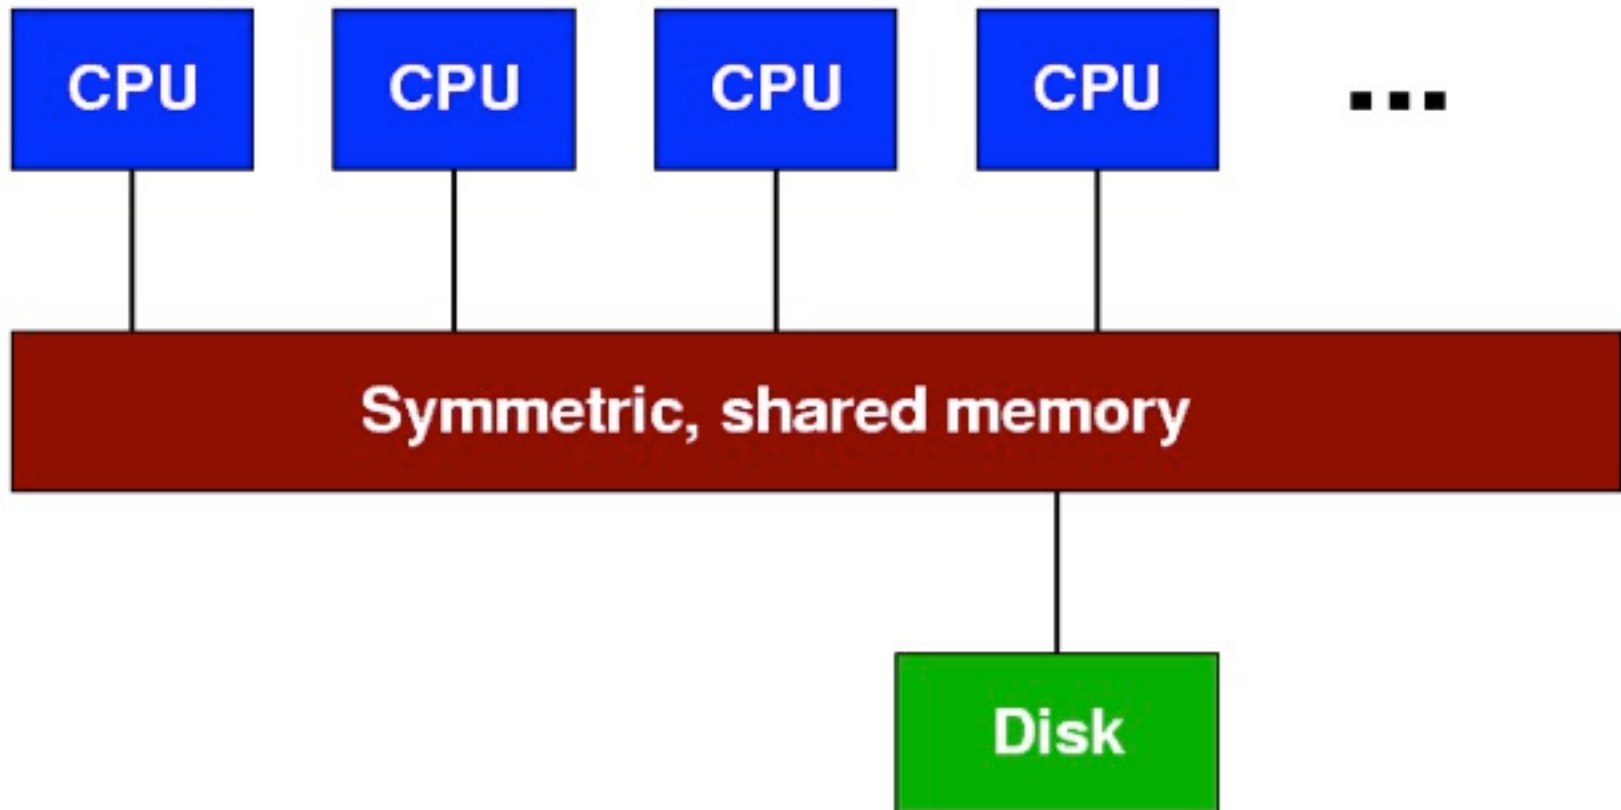 CPU CPU CPU CPU ...
Symmetric, shared memory
Disk